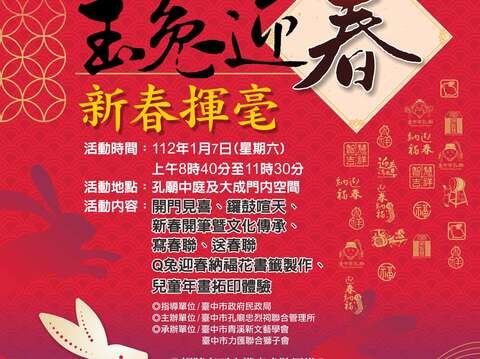 玉兔迎春
新春揮毫
活動時間：112年1月7日(星期六)
上午8時40分至11時30分
活動地點：孔廟中庭及大成門內空間
活動內容：開門見喜、鑼鼓喧天、
新春開筆暨文化傳承、
寫春聯、送春聯
Q兔迎春納福花書籤製作、
兒童年畫拓印體驗
◎指導單位/臺中市政府民政局
◎主辦單位/臺中市孔廟忠烈祠聯合管理所
◎承辦單位/臺中市青溪新文藝學會
臺中市力匯聯合獅子會